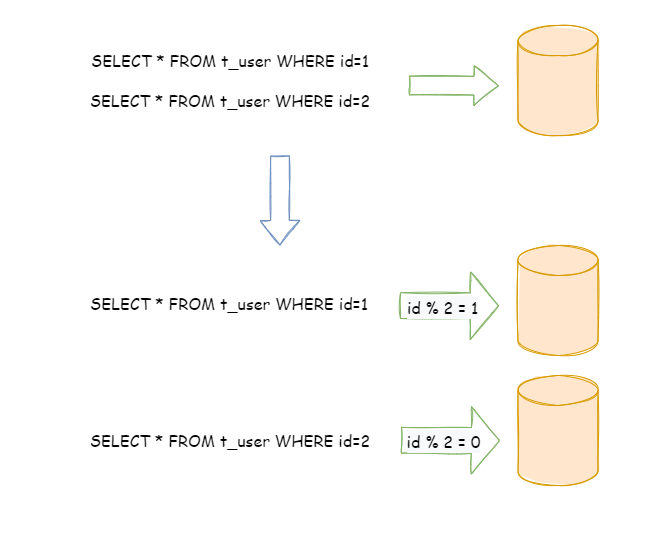 SELECT * FROM t_user WHERE id=1
SELECT * FROM t_user WHERE id=2
SELECT * FROM t_user WHERE id=1
id % 2 = 1
SELECT * FROM t_user WHERE id=2
id % 2 = 0